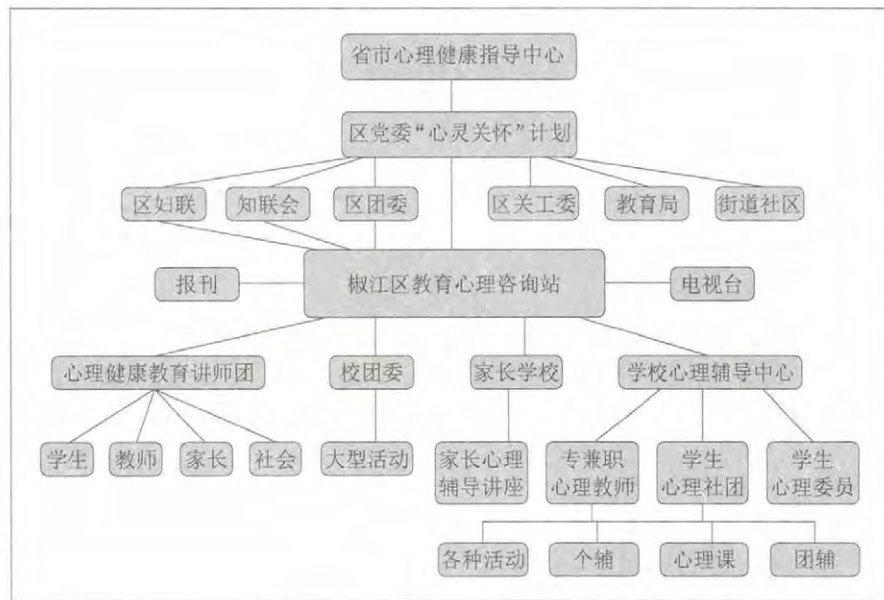 省市心理健康指导中心
区党委“心灵关怀”计划
区妇联
知联会
区团委
区关工委
教育局
街道社区
报刊
椒江区教育心理咨询站
电视台
心理健康教育讲师团
校团委
家长学校
学校心理辅导中心
学生
教师
家长
社会
大型活动
家长心理
辅导讲座
专兼职
心理教师
学生
心理社团
学生
心理委员
各种活动
个辅
心理课
团辅